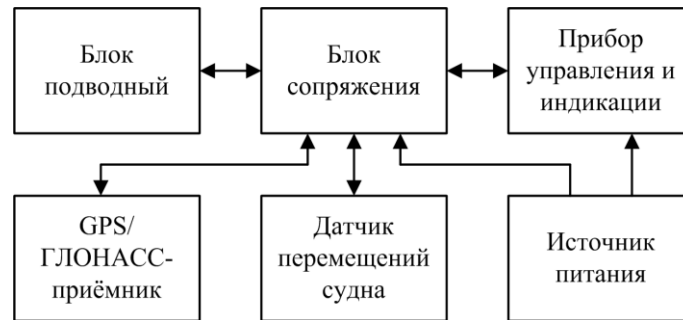 Блок
подводный
Блок
сопряжения
Прибор
управления и
индикации
GPS/
ГЛОНАСС-
приёмник
Датчик
перемещений
судна
Источник
питания